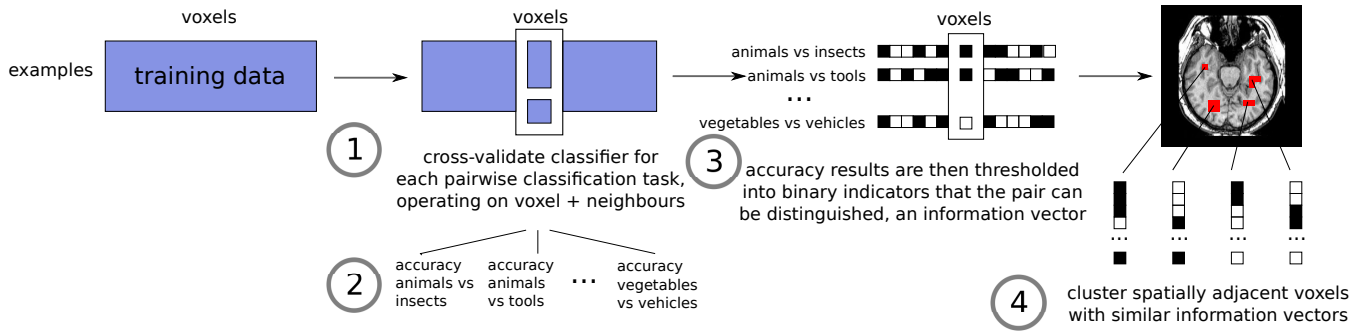 voxels
examples
training data
1
cross-validate classifier for
each pairwise classification task,
operating on voxel + neighbours
2
accuracy
animals vs
insects
accuracy
animals
vs tools
...
accuracy
vegetables
vs vehicles
voxels
animals vs insects
animals vs tools
...
vegetables vs vehicles
3
accuracy results are then thresholded
into binary indicators that the pair can
be distinguished, an information vector
... ... ... ...
4
cluster spatially adjacent voxels
with similar information vectors